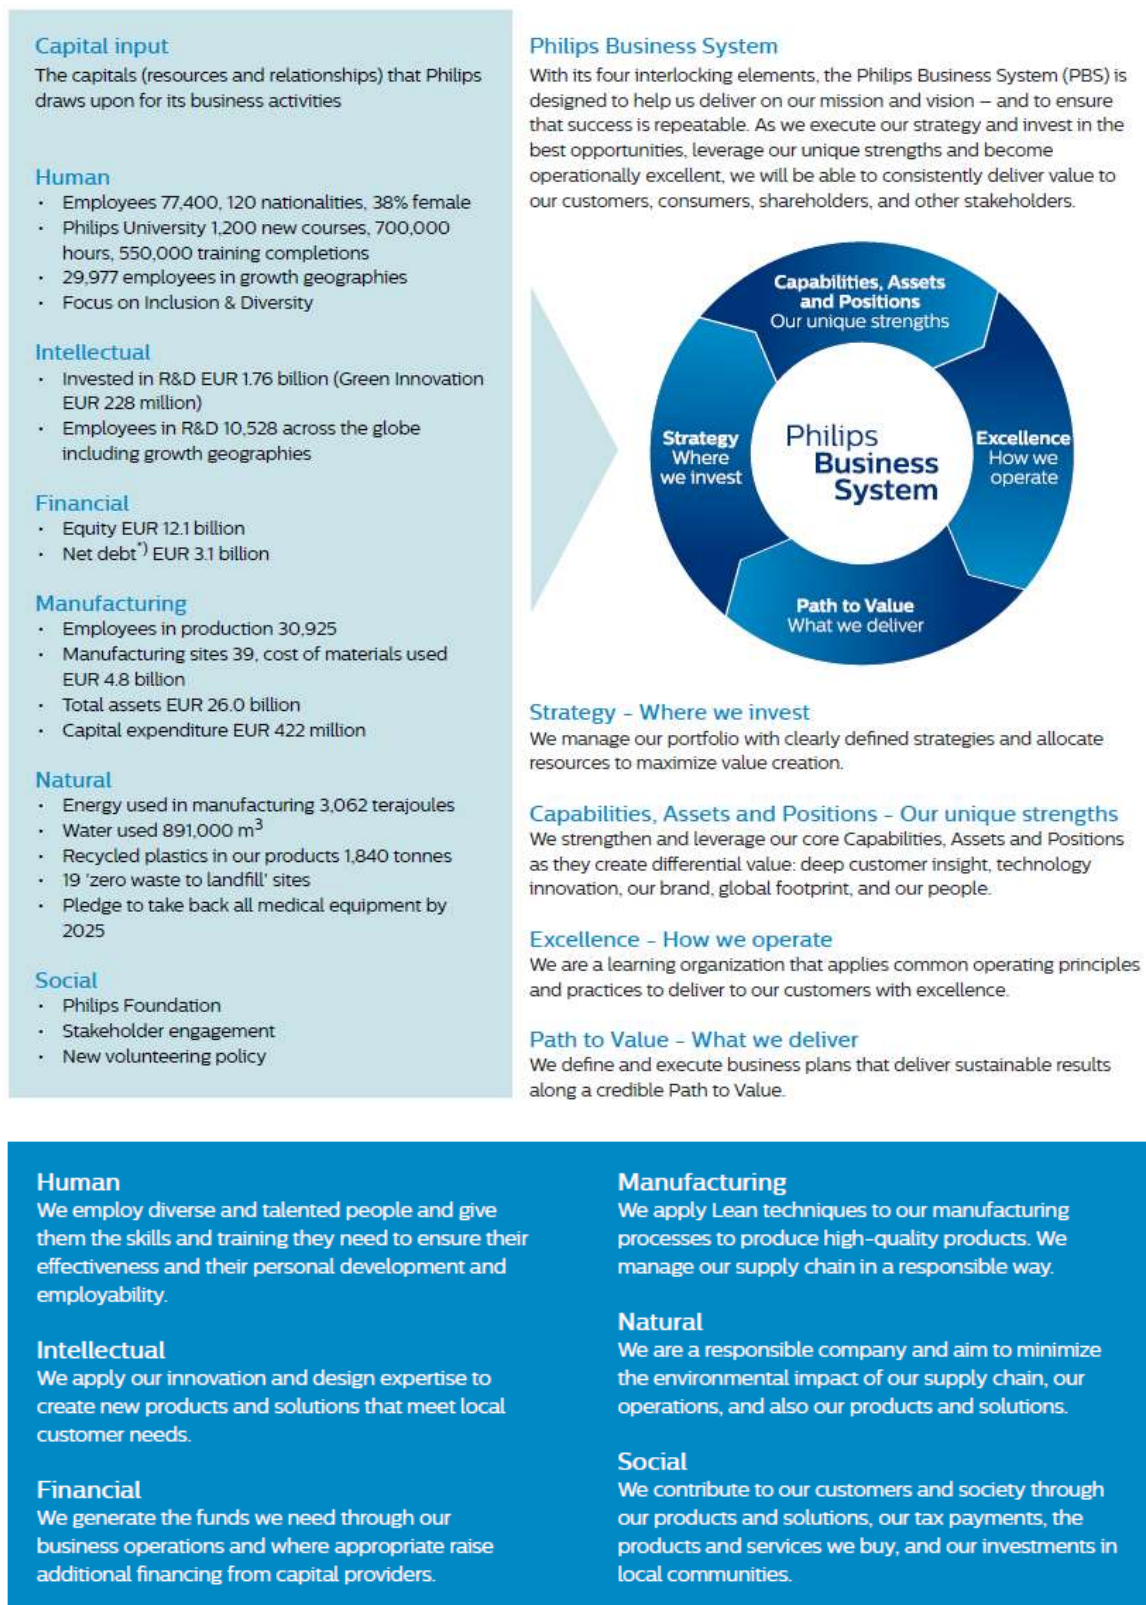 Capital input
The capitals (resources and relationships) that Philips
draws upon for its business activities
Human
· Employees 77,400, 120 nationalities, 38% female
· Philips University 1,200 new courses, 700,000
hours, 550,000 training completions
· 29,977 employees in growth geographies
· Focus on Inclusion & Diversity
Intellectual
· Invested in R&D EUR 1.76 billion (Green Innovation
EUR 228 million)
· Employees in R&D 10,528 across the globe
including growth geographies
Financial
· Equity EUR 12.1 billion
· Net debt*) EUR 3.1 billion
Manufacturing
· Employees in production 30,925
· Manufacturing sites 39, cost of materials used
EUR 4.8 billion
· Total assets EUR 26.0 billion
· Capital expenditure EUR 422 million
Natural
· Energy used in manufacturing 3,062 terajoules
· Water used 891,000 m³
· Recycled plastics in our products 1,840 tonnes
· 19 'zero waste to landfill' sites
· Pledge to take back all medical equipment by
2025
Social
· Philips Foundation
· Stakeholder engagement
· New volunteering policy
Philips Business System
With its four interlocking elements, the Philips Business System (PBS) is
designed to help us deliver on our mission and vision – and to ensure
that success is repeatable. As we execute our strategy and invest in the
best opportunities, leverage our unique strengths and become
operationally excellent, we will be able to consistently deliver value to
our customers, consumers, shareholders, and other stakeholders.
Capabilities, Assets
and Positions
Our unique strengths
Strategy
Where
we invest
Philips
Business
System
Excellence
How we
operate
Path to Value
What we deliver
Strategy - Where we invest
We manage our portfolio with clearly defined strategies and allocate
resources to maximize value creation.
Capabilities, Assets and Positions - Our unique strengths
We strengthen and leverage our core Capabilities, Assets and Positions
as they create differential value: deep customer insight, technology
innovation, our brand, global footprint, and our people.
Excellence - How we operate
We are a learning organization that applies common operating principles
and practices to deliver to our customers with excellence.
Path to Value - What we deliver
We define and execute business plans that deliver sustainable results
along a credible Path to Value.
Human
We employ diverse and talented people and give
them the skills and training they need to ensure their
effectiveness and their personal development and
employability.
Intellectual
We apply our innovation and design expertise to
create new products and solutions that meet local
customer needs.
Financial
We generate the funds we need through our
business operations and where appropriate raise
additional financing from capital providers.
Manufacturing
We apply Lean techniques to our manufacturing
processes to produce high-quality products. We
manage our supply chain in a responsible way.
Natural
We are a responsible company and aim to minimize
the environmental impact of our supply chain, our
operations, and also our products and solutions.
Social
We contribute to our customers and society through
our products and solutions, our tax payments, the
products and services we buy, and our investments in
local communities.